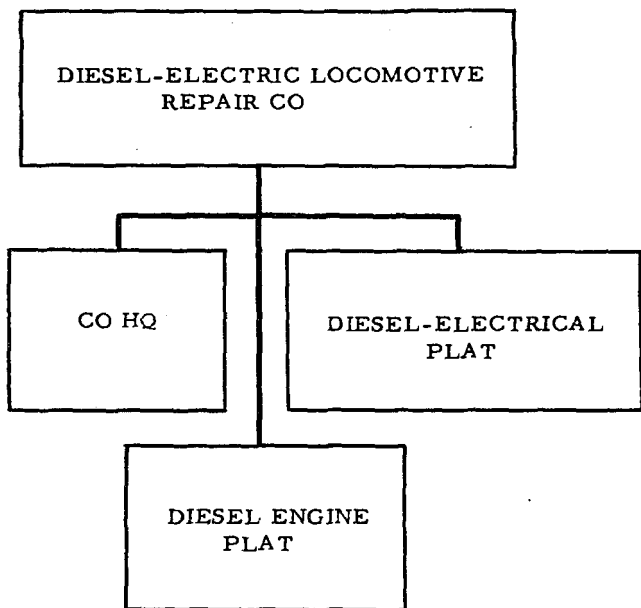 DIESEL-ELECTRIC LOCOMOTIVE
REPAIR CO
CO HQ
DIESEL-ELECTRICAL
PLAT
DIESEL ENGINE
PLAT